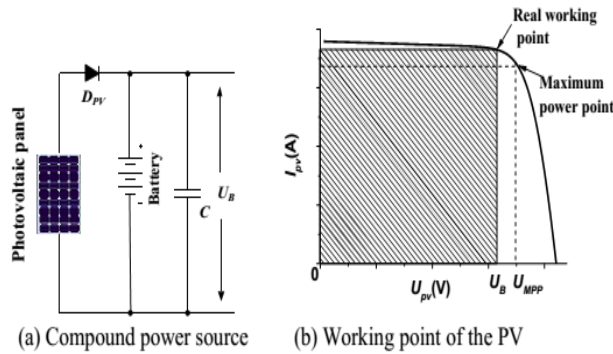 Photovoltaic panel
D_PV
Battery
C
U_B
(a) Compound power source
Real working
point
Maximum
power point
I_pv(A)
0
U_pv(V)
U_B
U_MPP
(b) Working point of the PV